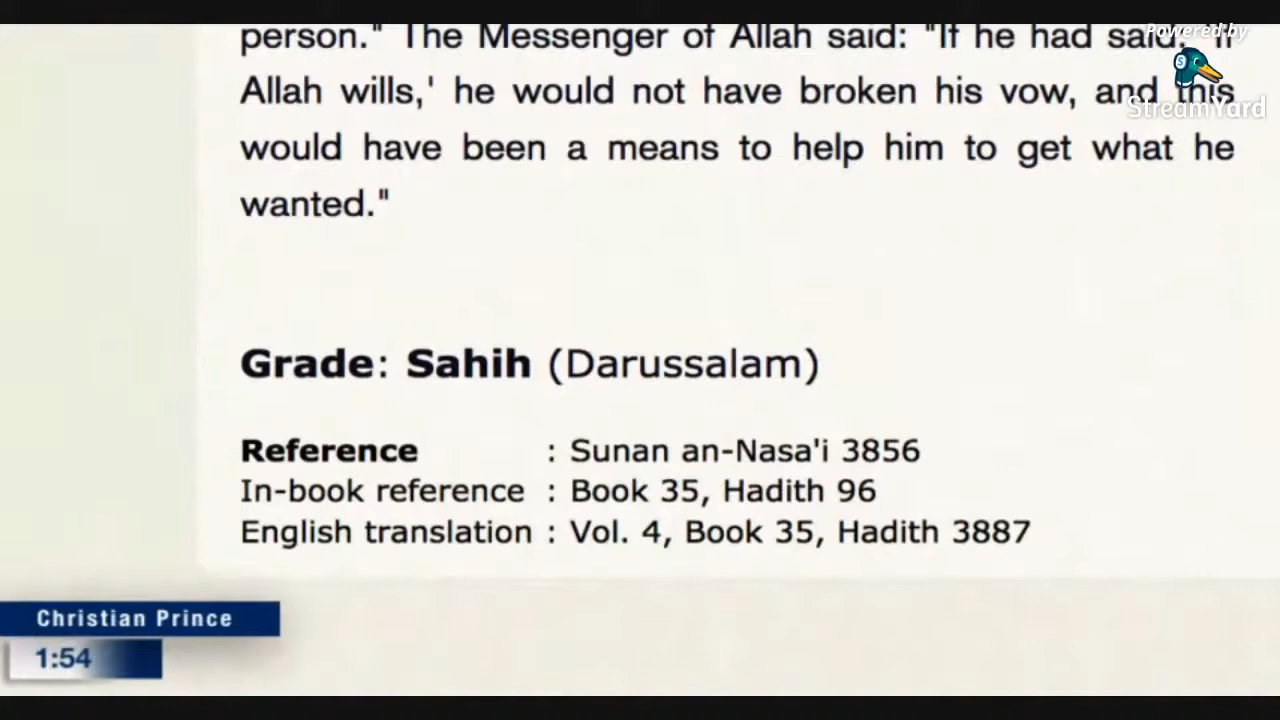 person." The Messenger of Allah said: "If he had said: 'If
Allah wills,' he would not have broken his vow, and this
would have been a means to help him to get what he
wanted."
Grade: Sahih (Darussalam)
Reference : Sunan an-Nasa'i 3856
In-book reference : Book 35, Hadith 96
English translation : Vol. 4, Book 35, Hadith 3887
Powered by
StreamYard
Christian Prince
1:54